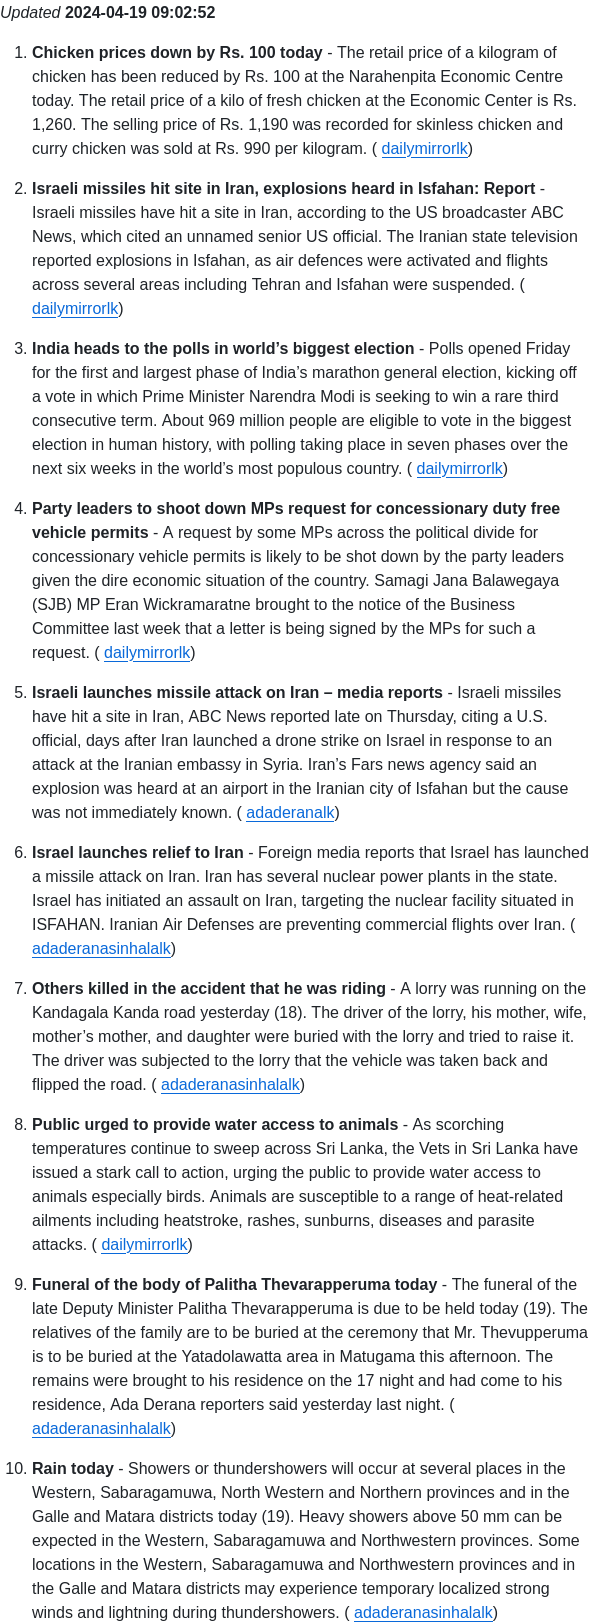 Updated 2024-04-19 09:02:52
1. Chicken prices down by Rs. 100 today - The retail price of a kilogram of
chicken has been reduced by Rs. 100 at the Narahenpita Economic Centre
today. The retail price of a kilo of fresh chicken at the Economic Center is Rs.
1,260. The selling price of Rs. 1,190 was recorded for skinless chicken and
curry chicken was sold at Rs. 990 per kilogram. ( dailymirrorlk)
2. Israeli missiles hit site in Iran, explosions heard in Isfahan: Report -
Israeli missiles have hit a site in Iran, according to the US broadcaster ABC
News, which cited an unnamed senior US official. The Iranian state television
reported explosions in Isfahan, as air defences were activated and flights
across several areas including Tehran and Isfahan were suspended. (
dailymirrorlk)
3. India heads to the polls in world’s biggest election - Polls opened Friday
for the first and largest phase of India’s marathon general election, kicking off
a vote in which Prime Minister Narendra Modi is seeking to win a rare third
consecutive term. About 969 million people are eligible to vote in the biggest
election in human history, with polling taking place in seven phases over the
next six weeks in the world’s most populous country. ( dailymirrorlk)
4. Party leaders to shoot down MPs request for concessionary duty free
vehicle permits - A request by some MPs across the political divide for
concessionary vehicle permits is likely to be shot down by the party leaders
given the dire economic situation of the country. Samagi Jana Balawegaya
(SJB) MP Eran Wickramaratne brought to the notice of the Business
Committee last week that a letter is being signed by the MPs for such a
request. ( dailymirrorlk)
5. Israeli launches missile attack on Iran – media reports - Israeli missiles
have hit a site in Iran, ABC News reported late on Thursday, citing a U.S.
official, days after Iran launched a drone strike on Israel in response to an
attack at the Iranian embassy in Syria. Iran’s Fars news agency said an
explosion was heard at an airport in the Iranian city of Isfahan but the cause
was not immediately known. ( adaderanalk)
6. Israel launches relief to Iran - Foreign media reports that Israel has launched
a missile attack on Iran. Iran has several nuclear power plants in the state.
Israel has initiated an assault on Iran, targeting the nuclear facility situated in
ISFAHAN. Iranian Air Defenses are preventing commercial flights over Iran. (
adaderanasinhalalk)
7. Others killed in the accident that he was riding - A lorry was running on the
Kandagala Kanda road yesterday (18). The driver of the lorry, his mother, wife,
mother’s mother, and daughter were buried with the lorry and tried to raise it.
The driver was subjected to the lorry that the vehicle was taken back and
flipped the road. ( adaderanasinhalalk)
8. Public urged to provide water access to animals - As scorching
temperatures continue to sweep across Sri Lanka, the Vets in Sri Lanka have
issued a stark call to action, urging the public to provide water access to
animals especially birds. Animals are susceptible to a range of heat-related
ailments including heatstroke, rashes, sunburns, diseases and parasite
attacks. ( dailymirrorlk)
9. Funeral of the body of Palitha Thevarapperuma today - The funeral of the
late Deputy Minister Palitha Thevarapperuma is due to be held today (19). The
relatives of the family are to be buried at the ceremony that Mr. Thevupperuma
is to be buried at the Yatadolawatta area in Matugama this afternoon. The
remains were brought to his residence on the 17 night and had come to his
residence, Ada Derana reporters said yesterday last night. (
adaderanasinhalalk)
10. Rain today - Showers or thundershowers will occur at several places in the
Western, Sabaragamuwa, North Western and Northern provinces and in the
Galle and Matara districts today (19). Heavy showers above 50 mm can be
expected in the Western, Sabaragamuwa and Northwestern provinces. Some
locations in the Western, Sabaragamuwa and Northwestern provinces and in
the Galle and Matara districts may experience temporary localized strong
winds and lightning during thundershowers. ( adaderanasinhalalk)